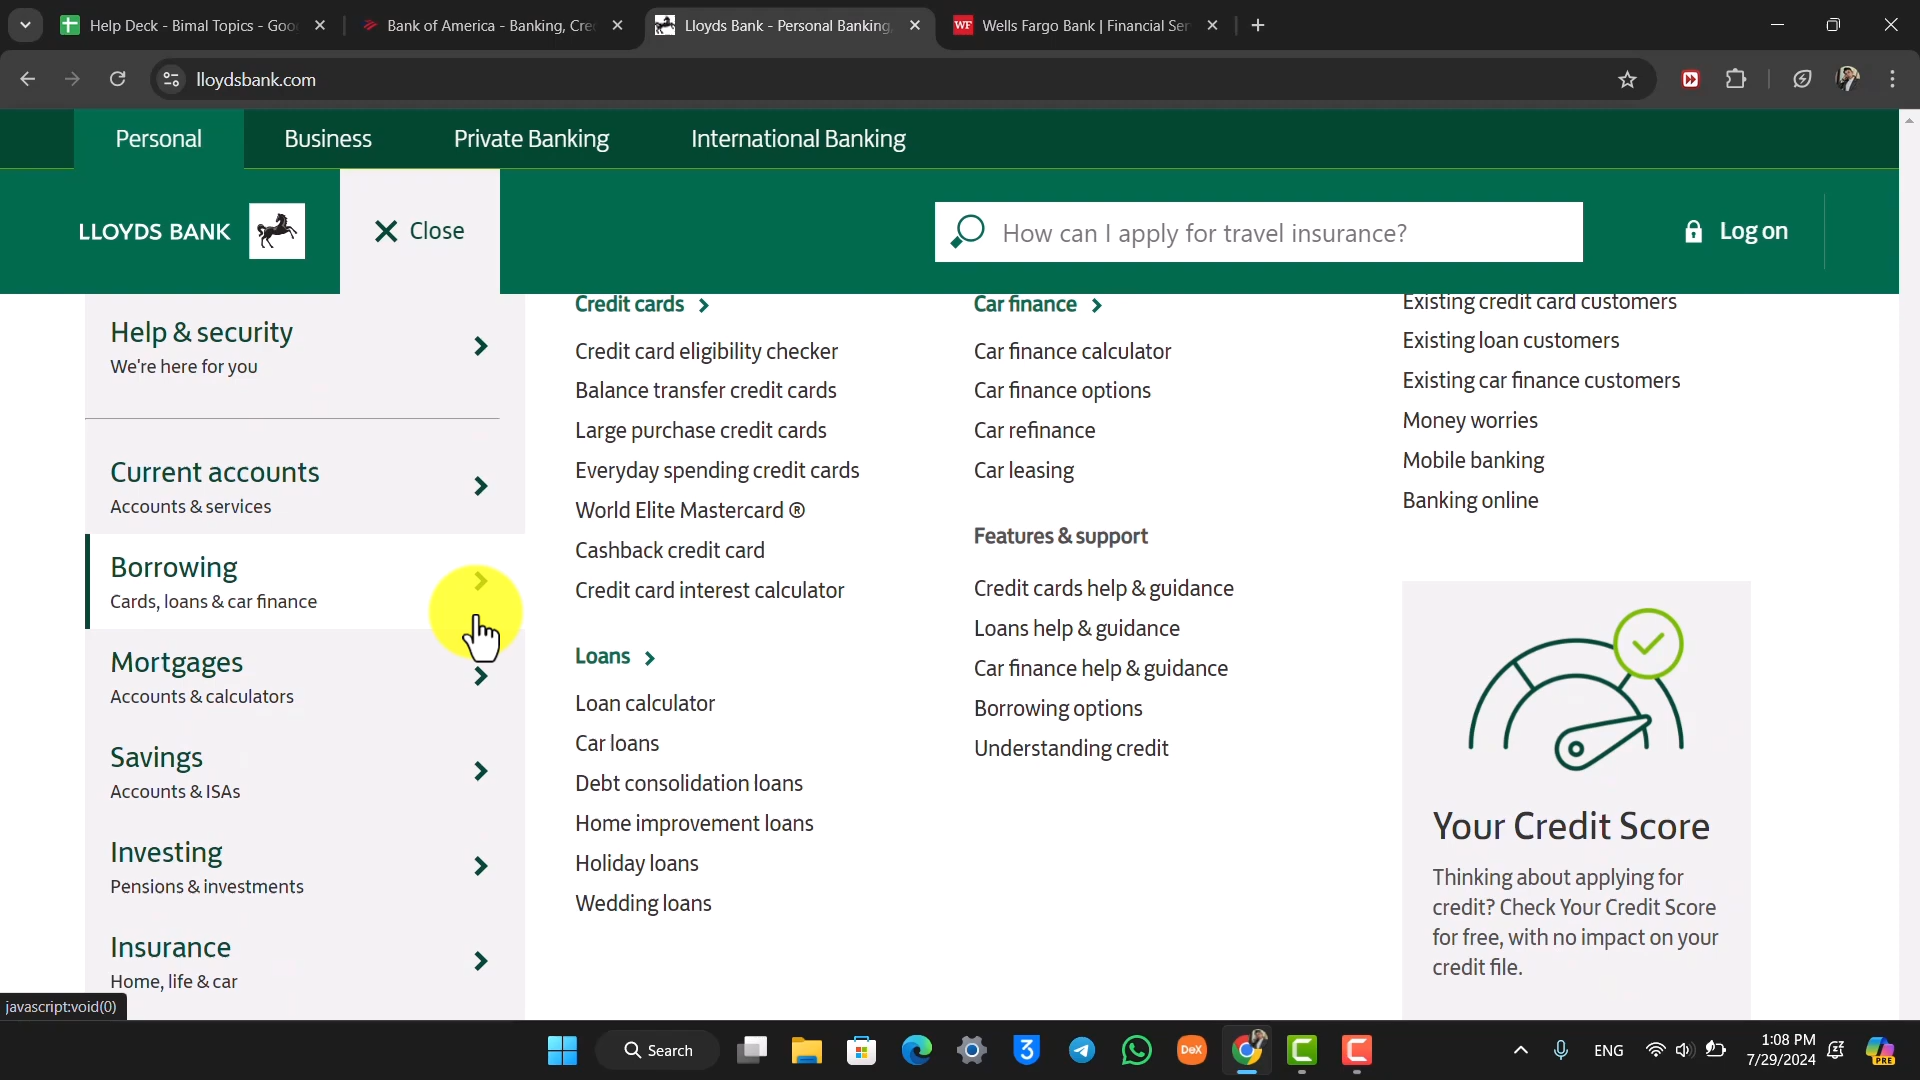 Help Deck - Bimal Topics - Goo
Bank of America - Banking, Cre
Lloyds Bank - Personal Banking,
WF
Wells Fargo Bank | Financial Ser
lloydsbank.com
Personal
Business
Private Banking
International Banking
LLOYDS BANK
Close
How can I apply for travel insurance?
Log on
Help & security
We're here for you
Current accounts
Accounts & services
Borrowing
Cards, loans & car finance
Mortgages
Accounts & calculators
Savings
Accounts & ISAs
Investing
Pensions & investments
Insurance
Home, life & car
Credit cards
Credit card eligibility checker
Balance transfer credit cards
Large purchase credit cards
Everyday spending credit cards
World Elite Mastercard ®
Cashback credit card
Credit card interest calculator
Loans
Loan calculator
Car loans
Debt consolidation loans
Home improvement loans
Holiday loans
Wedding loans
Car finance
Car finance calculator
Car finance options
Car refinance
Car leasing
Features & support
Credit cards help & guidance
Loans help & guidance
Car finance help & guidance
Borrowing options
Understanding credit
Existing credit card customers
Existing loan customers
Existing car finance customers
Money worries
Mobile banking
Banking online
Your Credit Score
Thinking about applying for
credit? Check Your Credit Score
for free, with no impact on your
credit file.
javascript:void(0)
Search
3
DeX
ENG
1:08 PM
7/29/2024
PRE